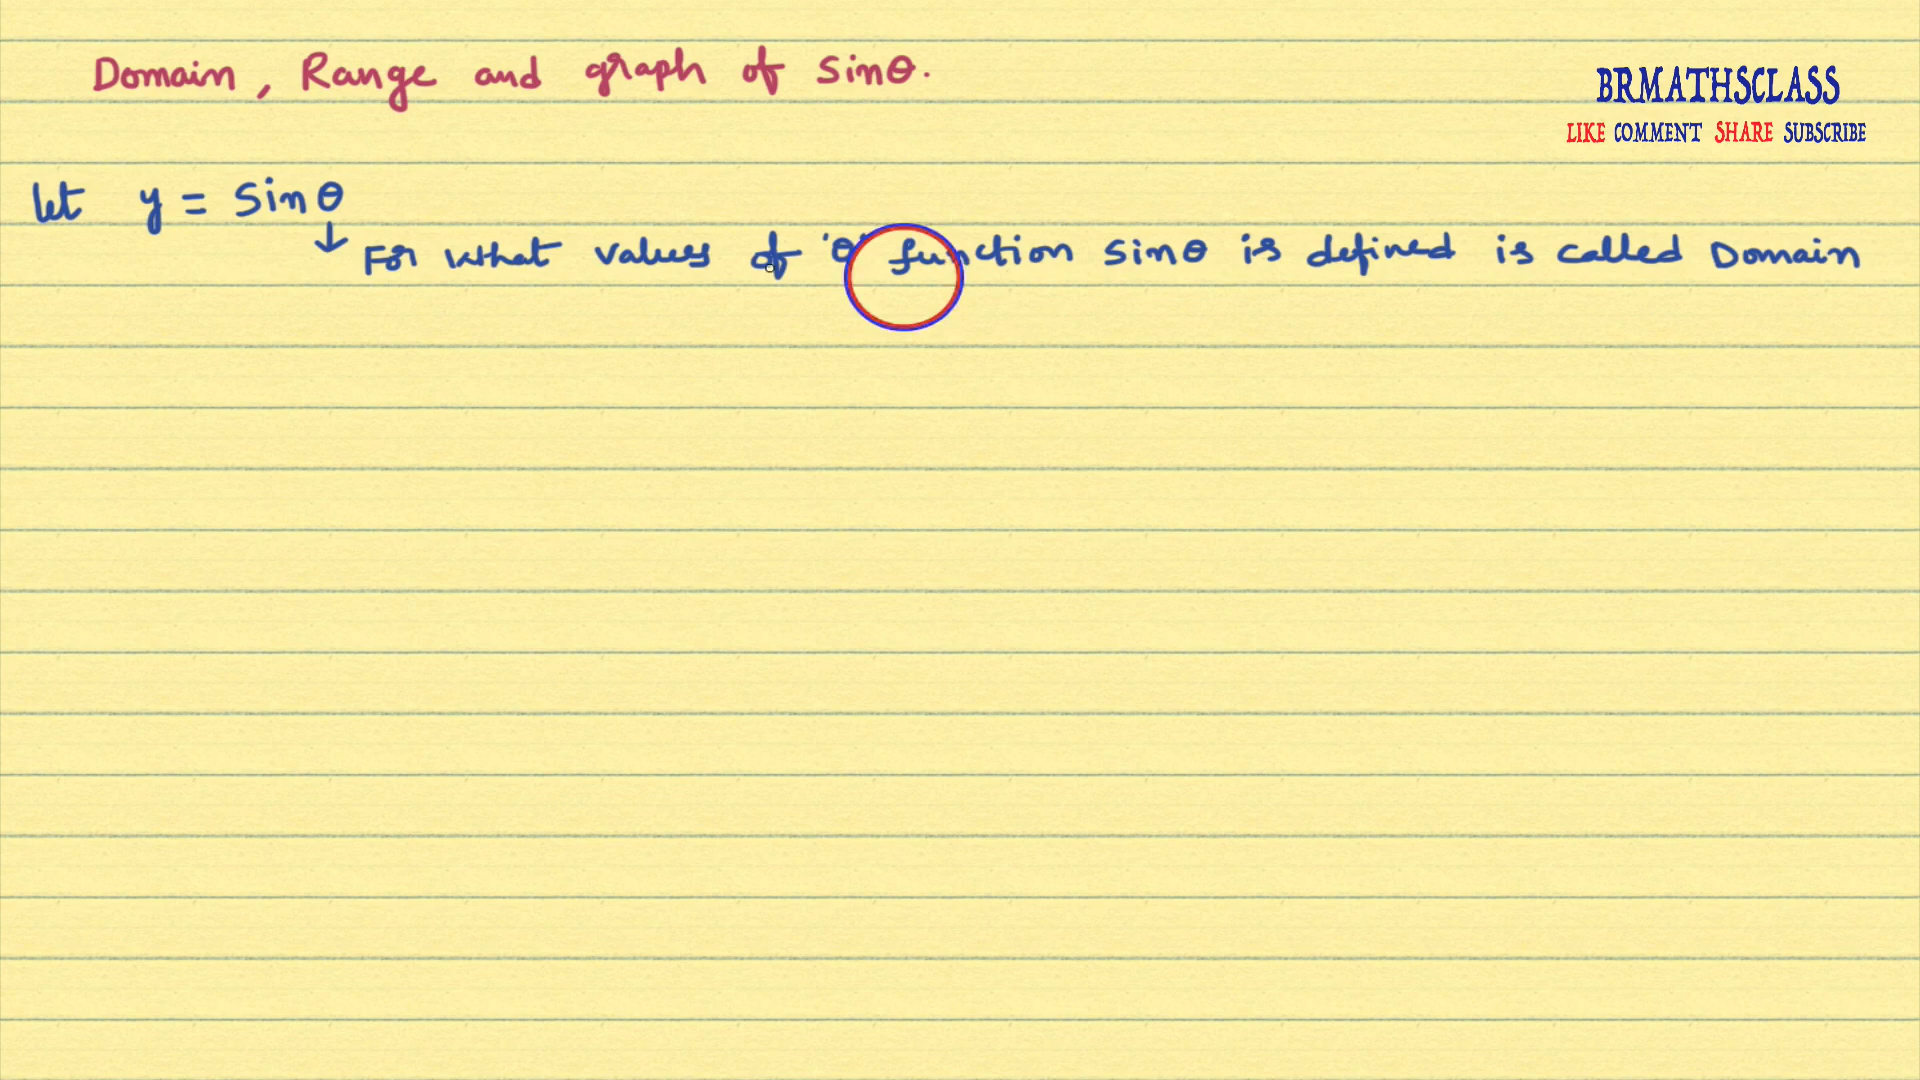 Domain, Range and graph of sinθ.
BRMATHSCLASS
LIKE COMMENT SHARE SUBSCRIBE
let y = Sinθ
↓
For what values of 'θ' function sinθ is defined is called Domain